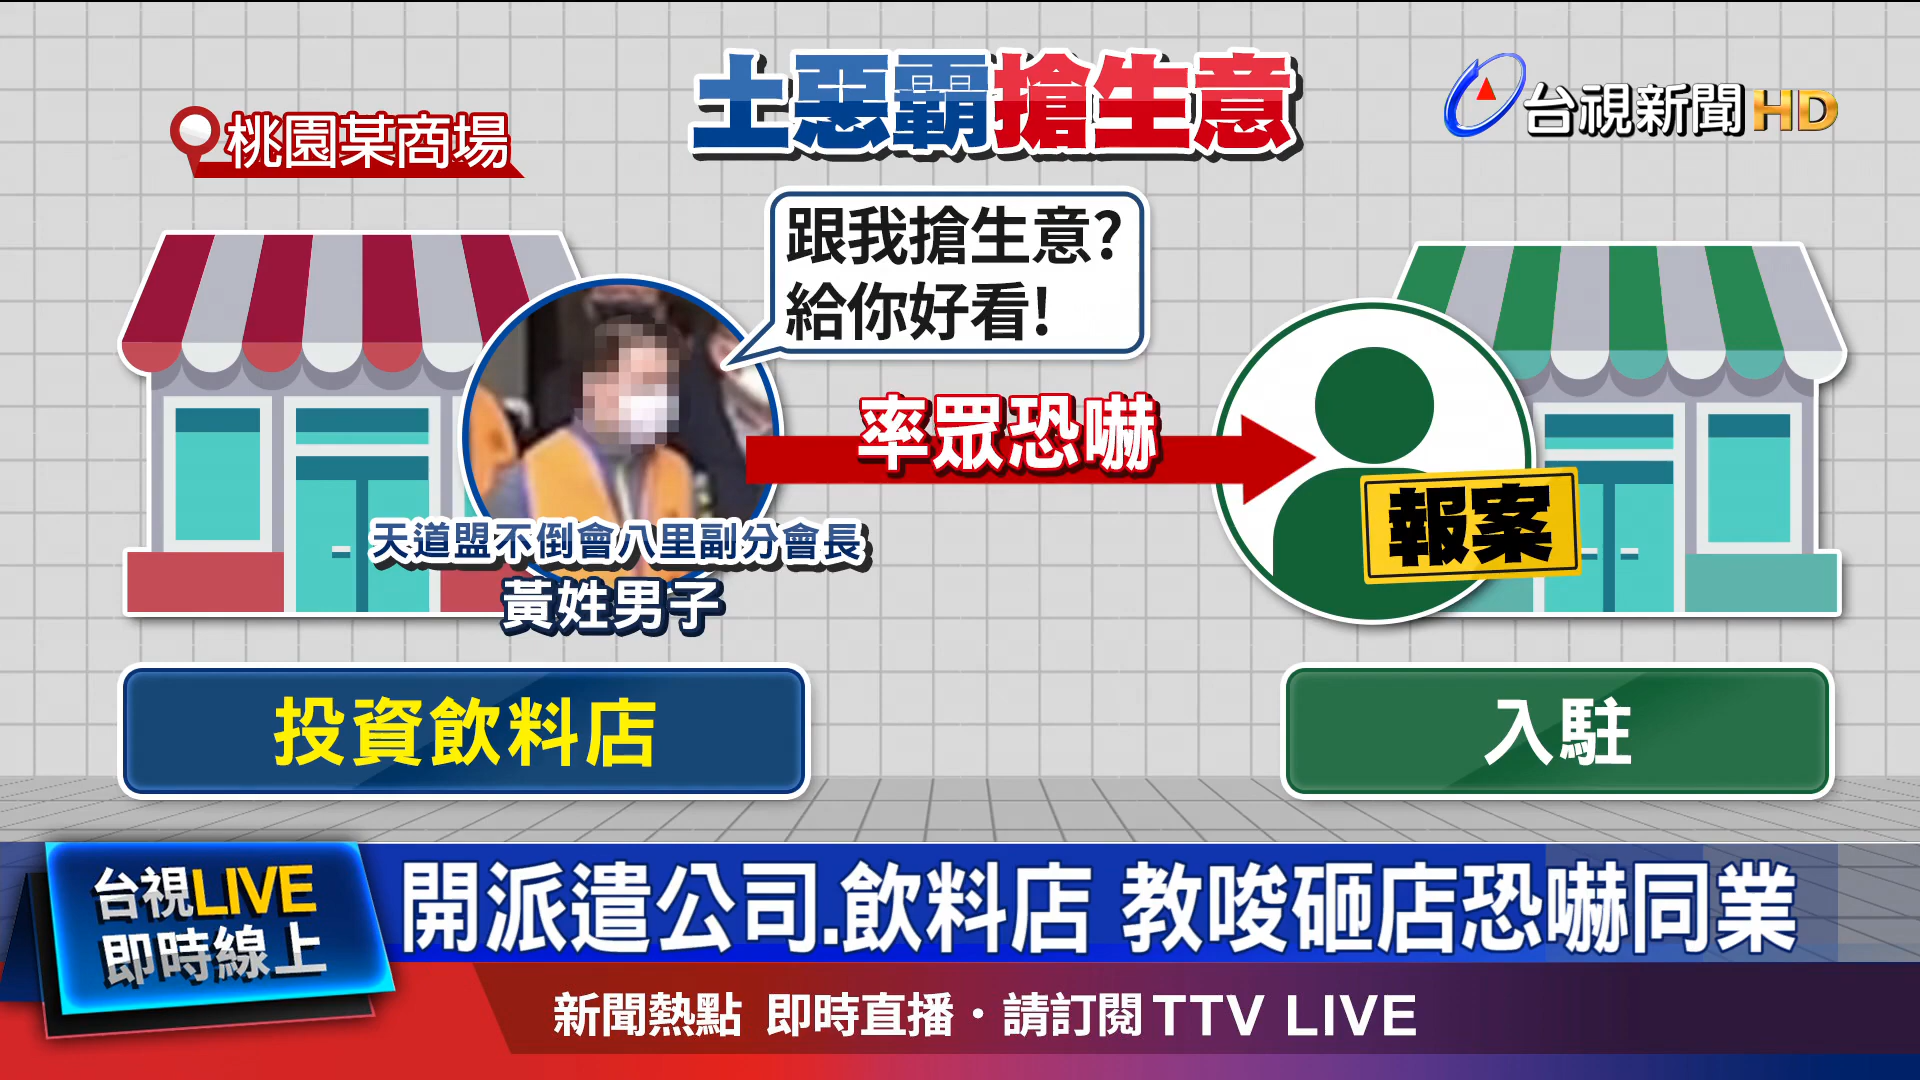 土惡霸搶生意
台視新聞HD
桃園某商場
跟我搶生意?
給你好看!
率眾恐嚇
報案
天道盟不倒會八里副分會長
黃姓男子
投資飲料店
入駐
台視LIVE
即時線上
開派遣公司.飲料店 教唆砸店恐嚇同業
新聞熱點 即時直播・請訂閱TTV LIVE